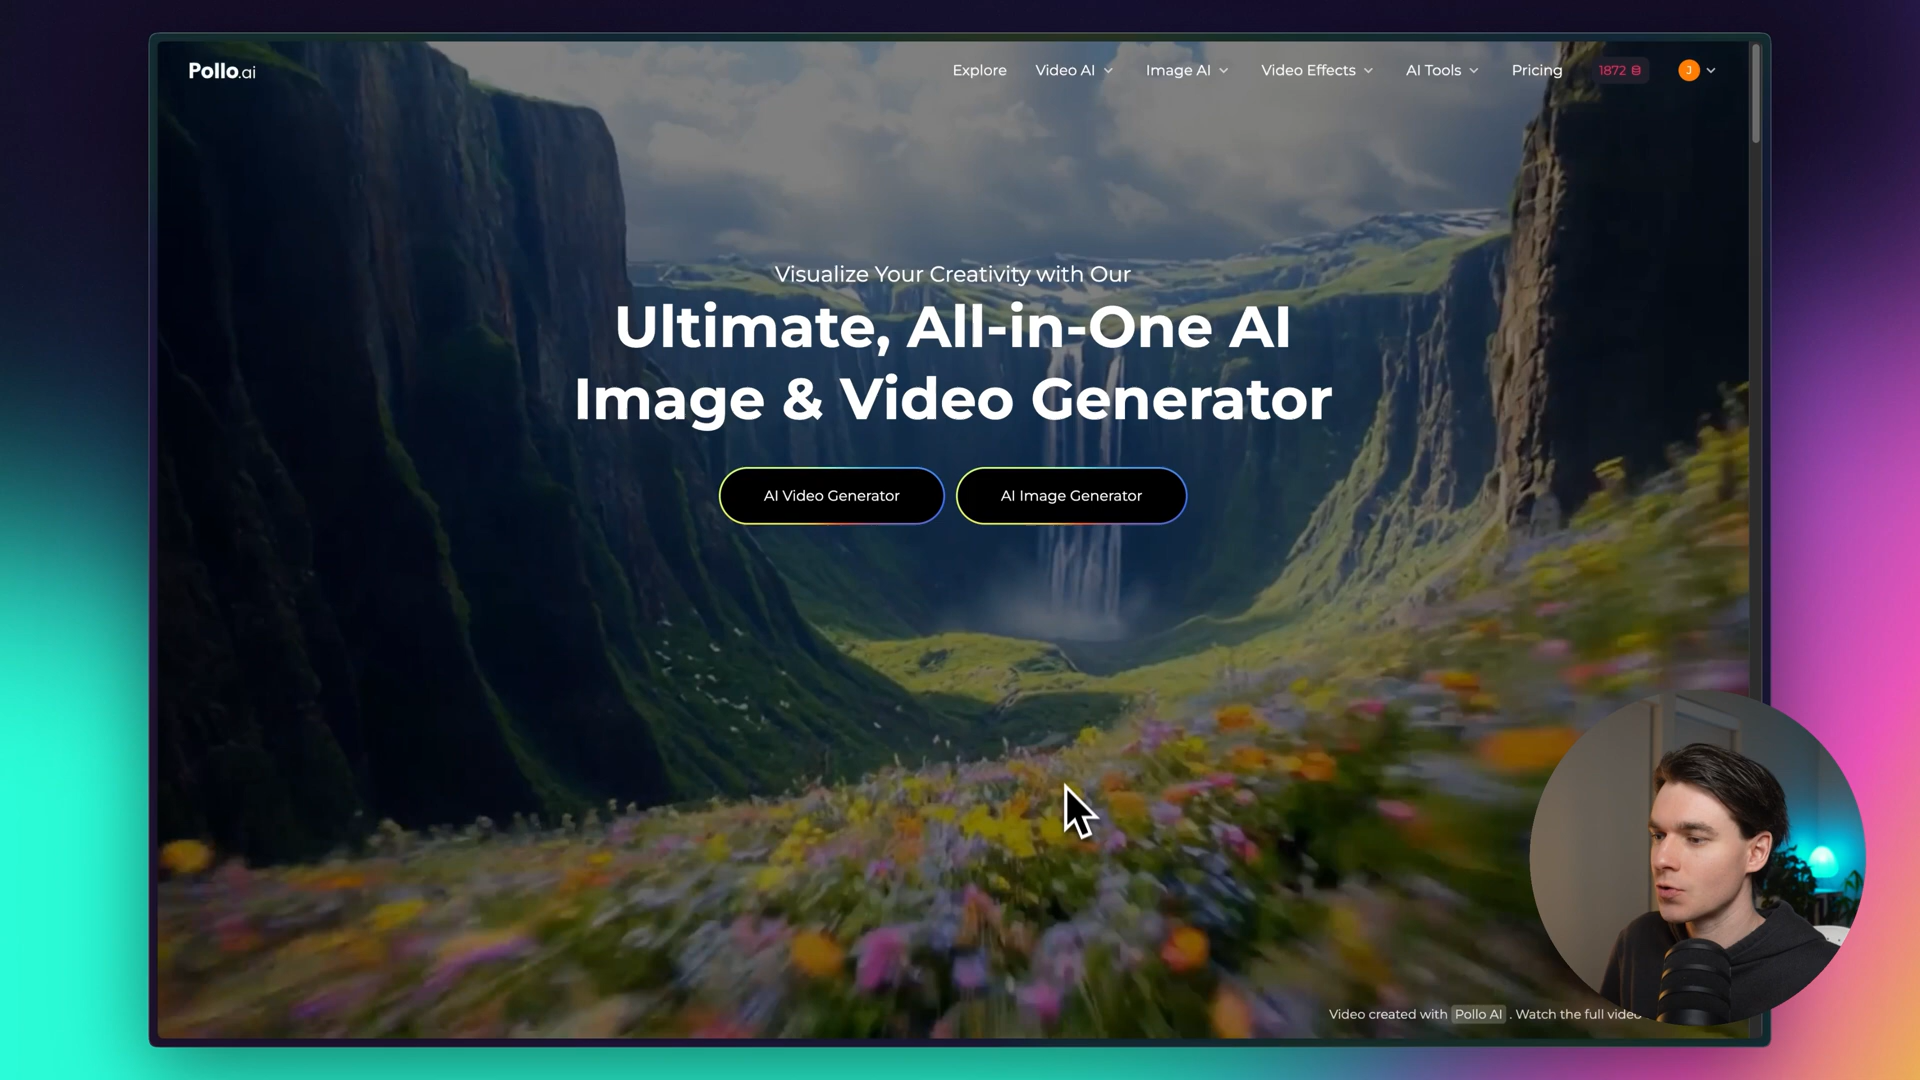 Pollo.ai
Explore
Video AI
Image AI
Video Effects
AI Tools
Pricing
1872
J
Visualize Your Creativity with Our
Ultimate, All-in-One AI
Image & Video Generator
AI Video Generator
AI Image Generator
Video created with Pollo AI . Watch the full video